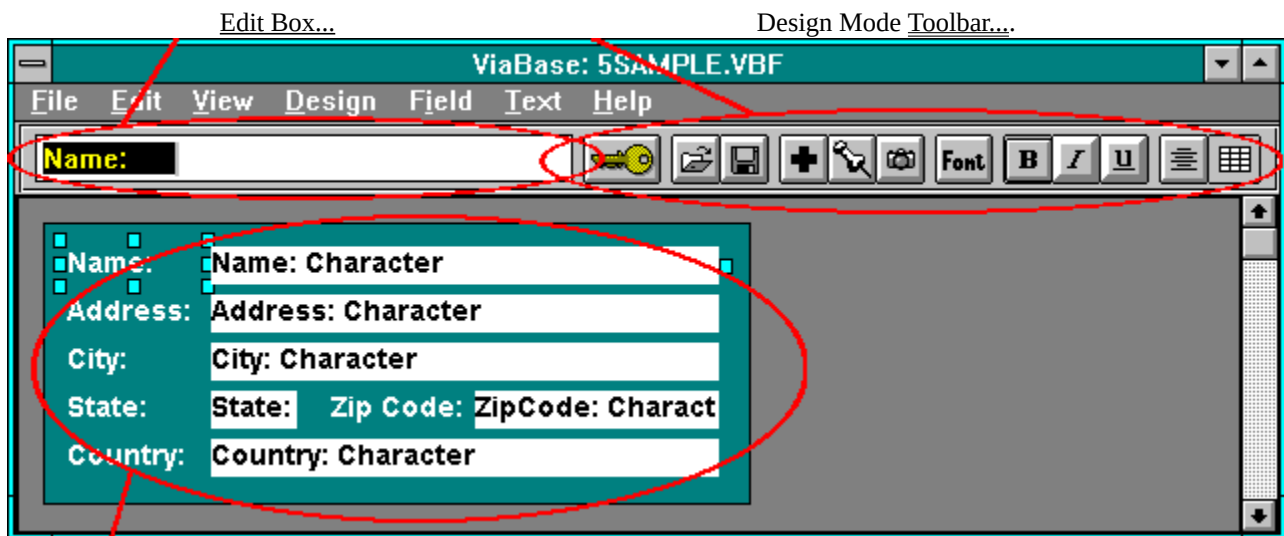 Edit Box... Design Mode Toolbar....
ViaBase: 5SAMPLE.VBF
File Edit View Design Field Text Help
Name: Font B I U
Name: Name: Character
Address: Address: Character
City: City: Character
State: State: Zip Code: ZipCode: Charact
Country: Country: Character